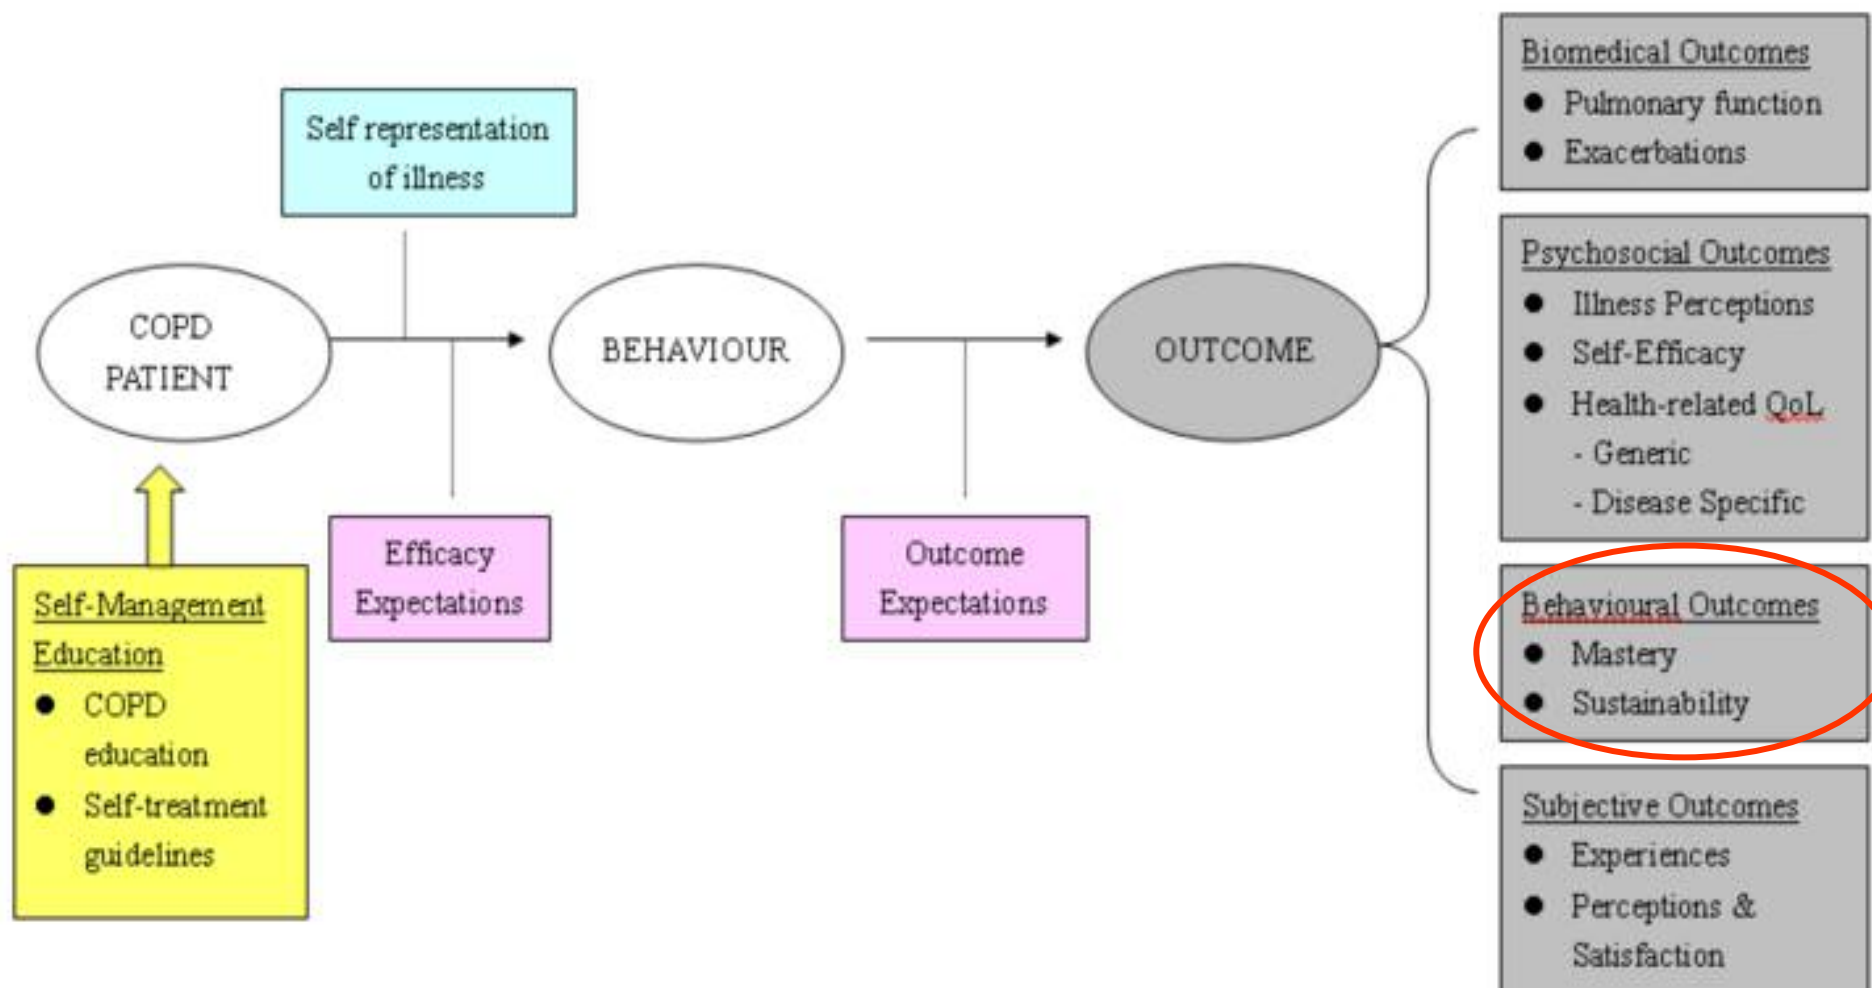 Self representation
of illness
COPD
PATIENT
BEHAVIOUR
OUTCOME
Efficacy
Expectations
Outcome
Expectations
Self-Management
Education
● COPD
education
● Self-treatment
guidelines
Biomedical Outcomes
● Pulmonary function
● Exacerbations
Psychosocial Outcomes
● Illness Perceptions
● Self-Efficacy
● Health-related QoL
- Generic
- Disease Specific
Behavioural Outcomes
● Mastery
● Sustainability
Subjective Outcomes
● Experiences
● Perceptions &
Satisfaction